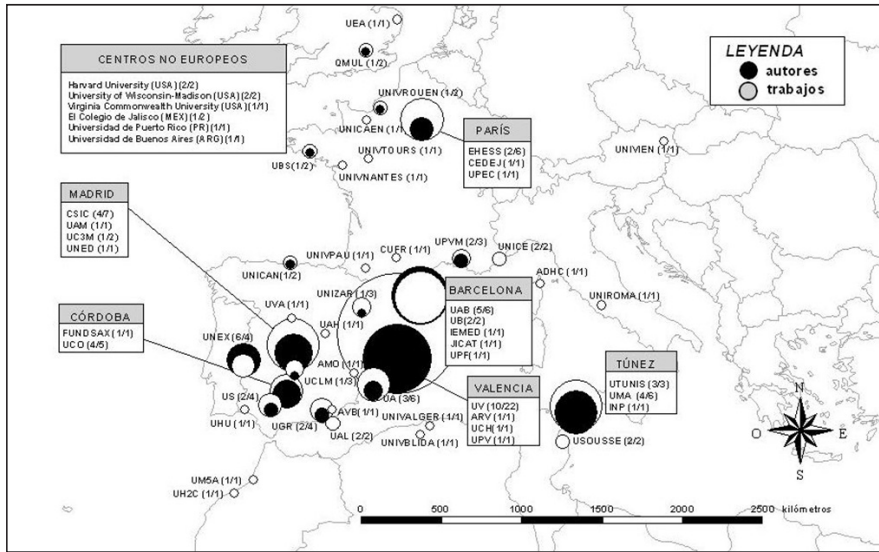 UEA (1/1)
QMUL (1/2)
CENTROS NO EUROPEOS
Harvard University (USA) (2/2)
University of Wisconsin-Madison (USA) (2/2)
Virginia Commonwealth University (USA) (1/1)
El Colegio de Jalisco (MEX) (1/2)
Universidad de Puerto Rico (PR) (1/1)
Universidad de Buenos Aires (ARG) (1/1)
LEYENDA
autores
trabajos
UNIVROUEN (1/2)
UNICAEN (1/1)
PARÍS
EHESS (2/6)
CEDEJ (1/1)
UPEC (1/1)
UNIVIEN (1/1)
UBS (1/2)
UNIVTOURS (1/1)
UNIVNANTES (1/1)
MADRID
CSIC (4/7)
UAM (1/1)
UC3M (1/2)
UNED (1/1)
UNICAN (1/2)
UNIVPAU (1/1)
CUFR (1/1)
UPVM (2/3)
UNICE (2/2)
ADHC (1/1)
UNIROMA (1/1)
UVA (1/1)
UNIZAR (1/3)
UAH (1/1)
BARCELONA
UAB (5/6)
UB (2/2)
IEMED (1/1)
JICAT (1/1)
UPF (1/1)
CÓRDOBA
FUNDSAX (1/1)
UCO (4/5)
UNEX (6/4)
AMO (1/1)
UCLM (1/3)
UA (3/6)
VALENCIA
UV (10/22)
ARV (1/1)
UCH (1/1)
UPV (1/1)
TÚNEZ
UTUNIS (3/3)
UMA (4/6)
INP (1/1)
USOUSSE (2/2)
US (2/4)
UHU (1/1)
UGR (2/4)
AVB (1/1)
UAL (2/2)
UNIVALGER (1/1)
UNIVBLIDA (1/1)
UM5A (1/1)
UH2C (1/1)
N
O
E
S
0 500 1000 1500 2000 2500 kilómetros